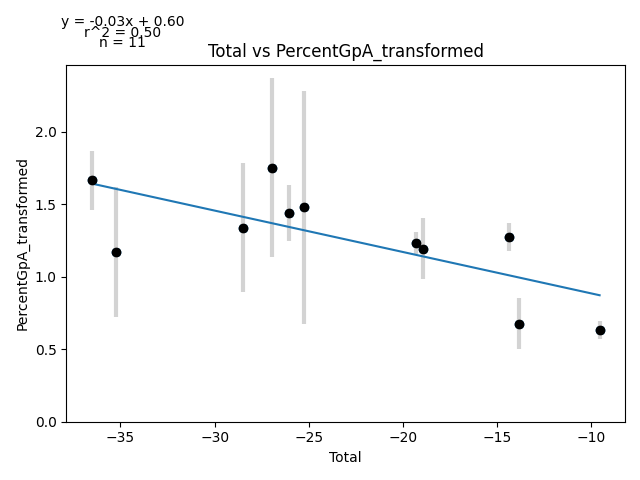 y = -0.03x + 0.60
r^2 = 0.50
n = 11
Total vs PercentGpA_transformed
PercentGpA_transformed
2.0
1.5
1.0
0.5
0.0
−35
−30
−25
−20
−15
−10
Total